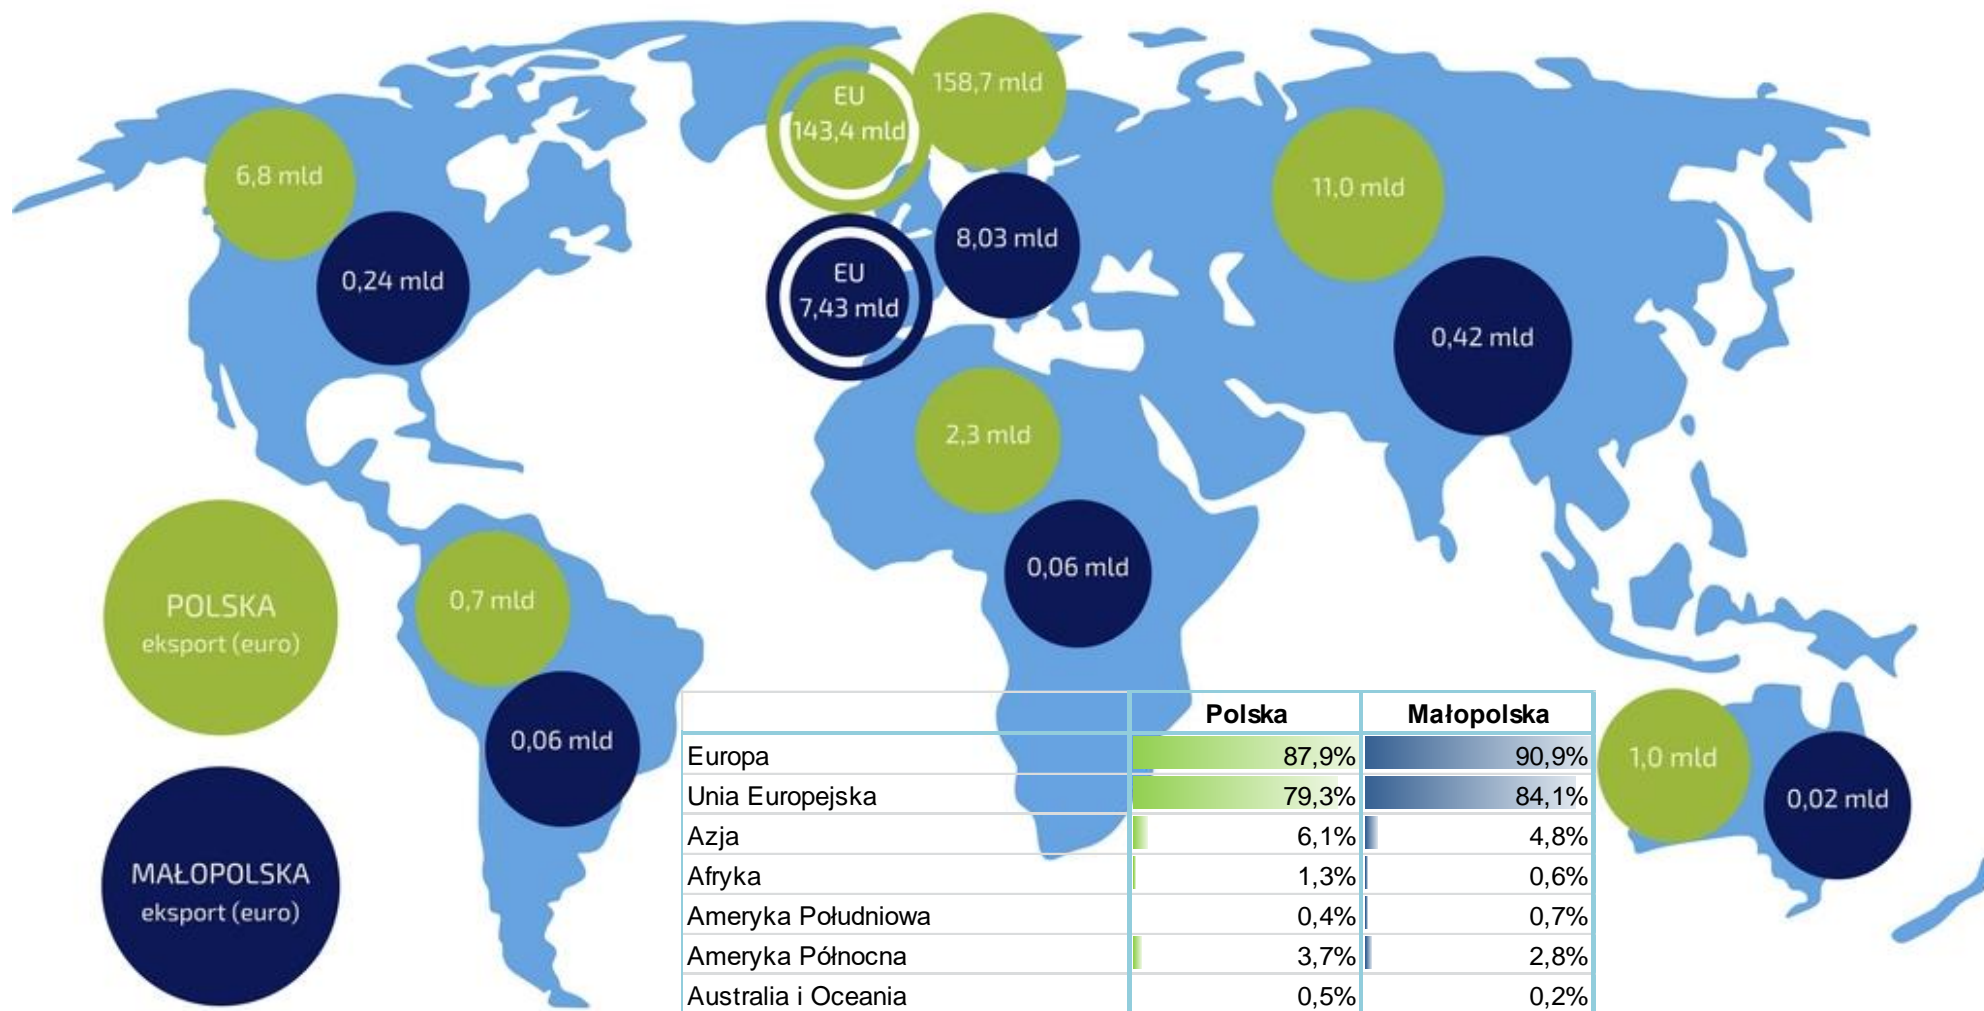 158,7 mld
EU
143,4 mld
6,8 mld
11,0 mld
8,03 mld
0,24 mld
EU
7,43 mld
0,42 mld
2,3 mld
0,06 mld
0,7 mld
POLSKA
eksport (euro)
0,06 mld
1,0 mld
0,02 mld
MAŁOPOLSKA
eksport (euro)
Polska Małopolska
Europa 87,9% 90,9%
Unia Europejska 79,3% 84,1%
Azja 6,1% 4,8%
Afryka 1,3% 0,6%
Ameryka Południowa 0,4% 0,7%
Ameryka Północna 3,7% 2,8%
Australia i Oceania 0,5% 0,2%